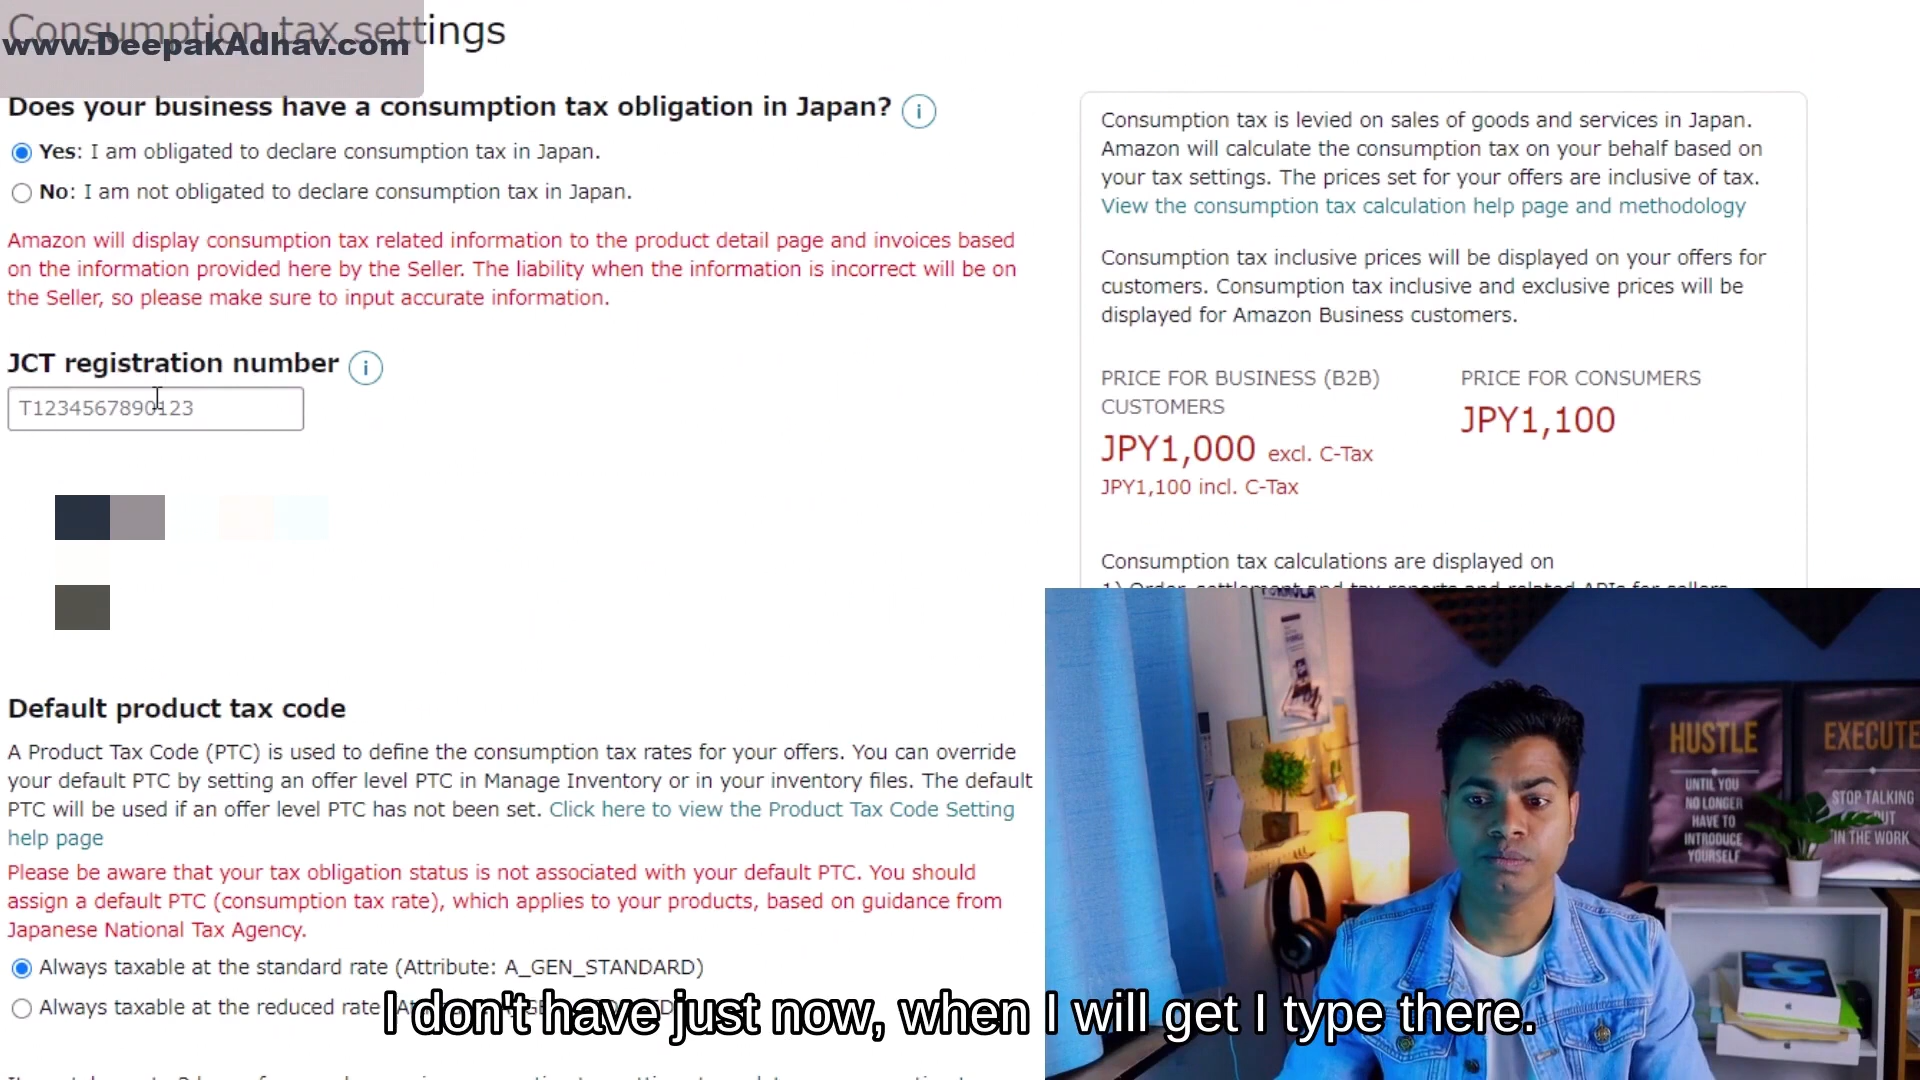 Consumption tax settings
www.DeepakAdhav.com
Does your business have a consumption tax obligation in Japan? i
Yes: I am obligated to declare consumption tax in Japan.
No: I am not obligated to declare consumption tax in Japan.
Amazon will display consumption tax related information to the product detail page and invoices based
on the information provided here by the Seller. The liability when the information is incorrect will be on
the Seller, so please make sure to input accurate information.
JCT registration number i
T1234567890123
Default product tax code
A Product Tax Code (PTC) is used to define the consumption tax rates for your offers. You can override
your default PTC by setting an offer level PTC in Manage Inventory or in your inventory files. The default
PTC will be used if an offer level PTC has not been set. Click here to view the Product Tax Code Setting
help page
Please be aware that your tax obligation status is not associated with your default PTC. You should
assign a default PTC (consumption tax rate), which applies to your products, based on guidance from
Japanese National Tax Agency.
Always taxable at the standard rate (Attribute: A_GEN_STANDARD)
Always taxable at the reduced rate
Consumption tax is levied on sales of goods and services in Japan.
Amazon will calculate the consumption tax on your behalf based on
your tax settings. The prices set for your offers are inclusive of tax.
View the consumption tax calculation help page and methodology
Consumption tax inclusive prices will be displayed on your offers for
customers. Consumption tax inclusive and exclusive prices will be
displayed for Amazon Business customers.
PRICE FOR BUSINESS (B2B)
CUSTOMERS
JPY1,000 excl. C-Tax
JPY1,100 incl. C-Tax
PRICE FOR CONSUMERS
JPY1,100
Consumption tax calculations are displayed on
1) Order, settlement and tax reports and related APIs for sellers
FORMULA
HUSTLE
UNTIL YOU
NO LONGER
HAVE TO
INTRODUCE
YOURSELF
EXECUTE
STOP TALKING
IN THE WORK
I don't have just now, when I will get I type there.